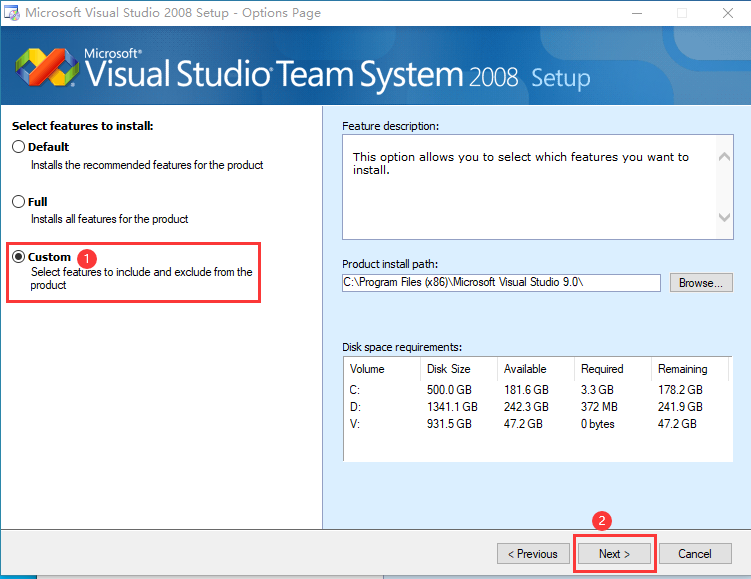 Microsoft Visual Studio 2008 Setup - Options Page
Microsoft®
Visual Studio Team System 2008 Setup
Select features to install:
Default
Installs the recommended features for the product
Full
Installs all features for the product
Custom 1
Select features to include and exclude from the
product
Feature description:
This option allows you to select which features you want to
install.
Product install path:
C:\Program Files (x86)\Microsoft Visual Studio 9.0\ Browse...
Disk space requirements:
Volume Disk Size Available Required Remaining
C: 500.0 GB 181.6 GB 3.3 GB 178.2 GB
D: 1341.1 GB 242.3 GB 372 MB 241.9 GB
V: 931.5 GB 47.2 GB 0 bytes 47.2 GB
2
< Previous Next > Cancel